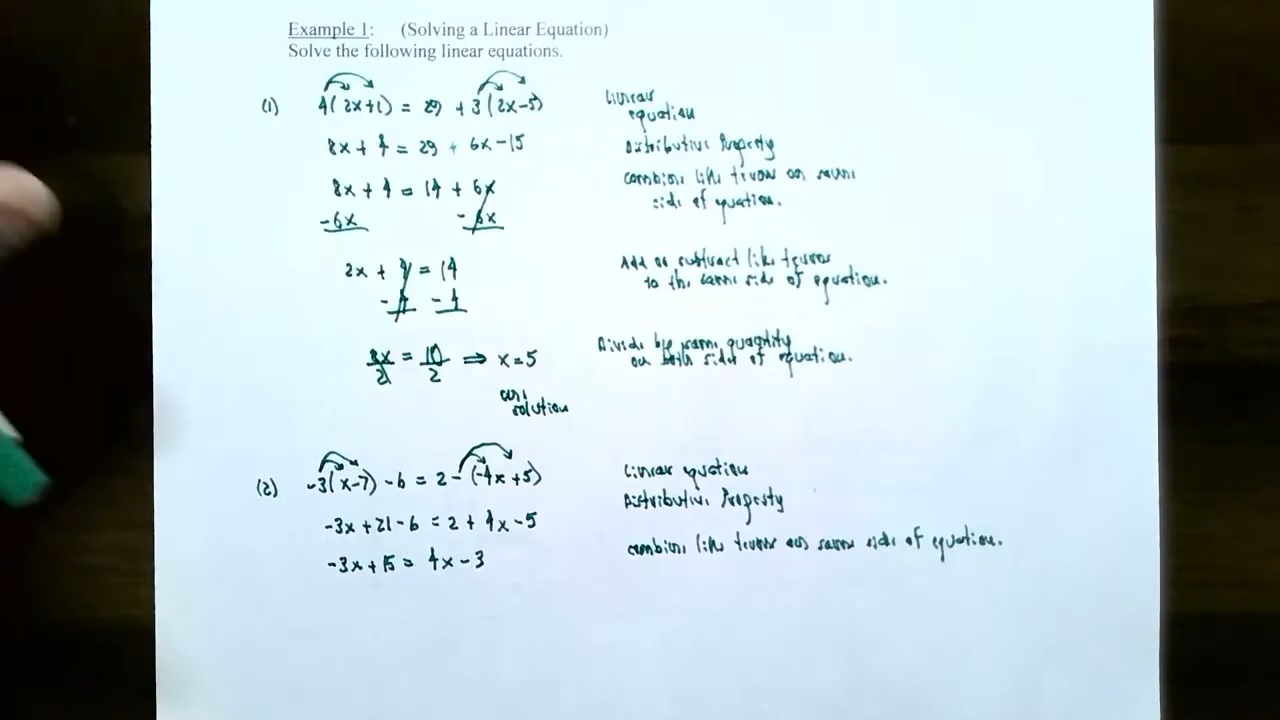 Example 1: (Solving a Linear Equation)
Solve the following linear equations.
(1) 4(2x+1) = 29 + 3(2x-5) Linear equation
8x + 4 = 29 + 6x - 15 Distributive Property
8x + 4 = 14 + 6x combine like terms on same
-6x -6x side of equation.
2x + 4 = 14 Add or subtract like terms
-4 -4 to the same side of equation.
2x/2 = 10/2 ⇒ x = 5 Divide by same quantity on both sides of equation.
one solution
(2) -3(x-7) - 6 = 2 - (-4x+5) Linear equation
Distributive Property
-3x + 21 - 6 = 2 + 4x - 5
-3x + 15 = 4x - 3 combine like terms on same side of equation.